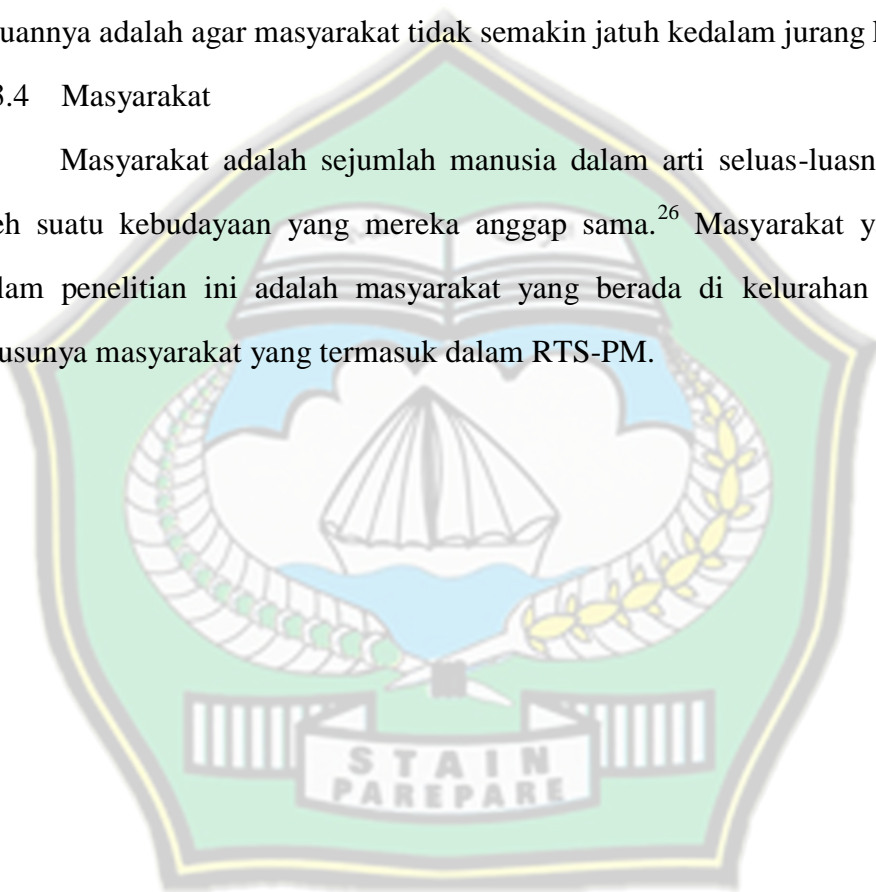 uannya adalah agar masyarakat tidak semakin jatuh kedalam jurang
3.4 Masyarakat
Masyarakat adalah sejumlah manusia dalam arti seluas-luasn
eh suatu kebudayaan yang mereka anggap sama.26 Masyarakat y
lam penelitian ini adalah masyarakat yang berada di kelurahan
ususnya masyarakat yang termasuk dalam RTS-PM.
STAIN
PAREPARE